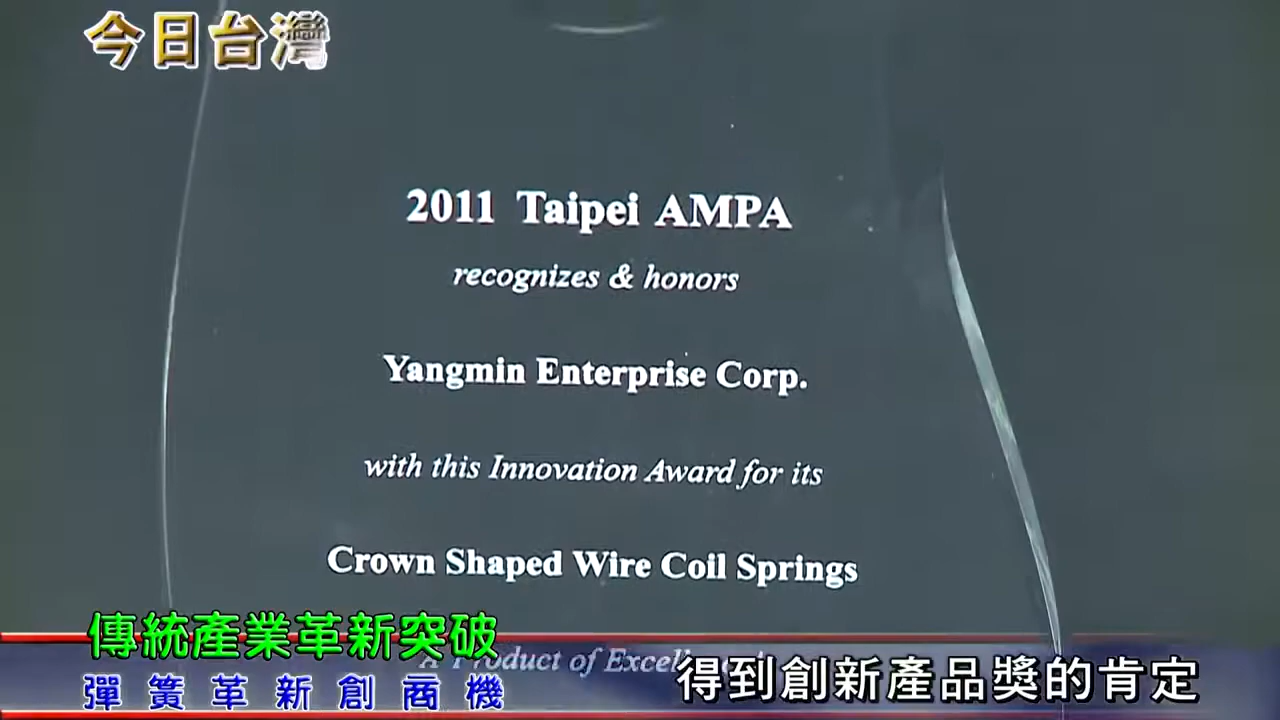 今日台灣
2011 Taipei AMPA
recognizes & honors
Yangmin Enterprise Corp.
with this Innovation Award for its
Crown Shaped Wire Coil Springs
A Product of
傳統產業革新突破
得到創新產品獎的肯定
彈簧革新創商機